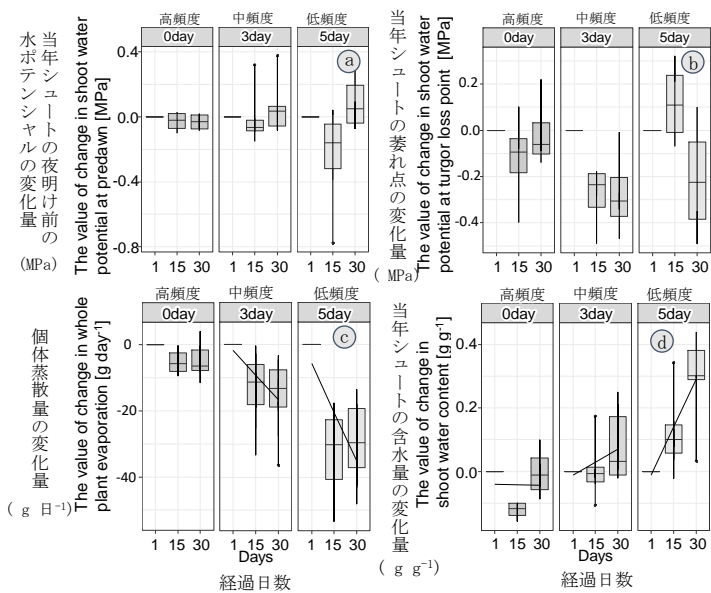 当年シュートの夜明け前の
水ポテンシャルの変化量
(MPa)
The value of change in shoot water
potential at predawn [MPa]
高頻度 中頻度 低頻度
0day 3day 5day
a
0.4
0.0
-0.4
-0.8
1 15 30 1 15 30 1 15 30
当年シュートの萎れ点の変化量
( MPa)
The value of change in shoot water
potential at turgor loss point [MPa]
高頻度 中頻度 低頻度
0day 3day 5day
b
0.2
0.0
-0.2
-0.4
1 15 30 1 15 30 1 15 30
個体蒸散量の変化量
( g 日⁻¹)
The value of change in whole
plant evaporation [g day⁻¹]
高頻度 中頻度 低頻度
0day 3day 5day
c
0
-20
-40
1 15 30 1 15 30 1 15 30
Days
経過日数
当年シュートの含水量の変化量
( g g⁻¹)
The value of change in
shoot water content [g g⁻¹]
高頻度 中頻度 低頻度
0day 3day 5day
d
0.4
0.2
0.0
1 15 30 1 15 30 1 15 30
Days
経過日数